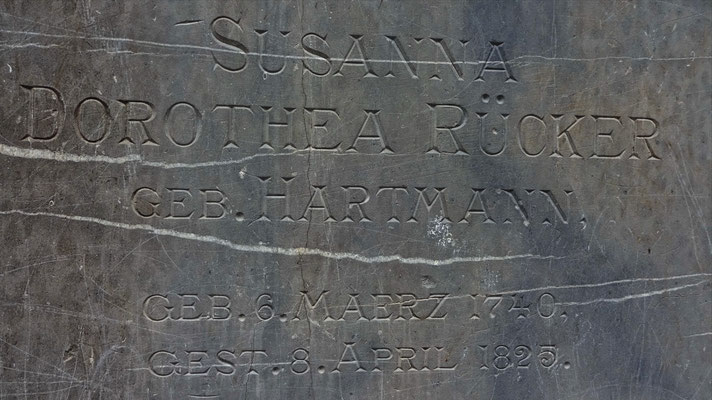 SUSANNA
DOROTHEA RÜCKER
GEB. HARTMANN,
GEB. 6. MAERZ 1740,
GEST. 8. APRIL 1825.